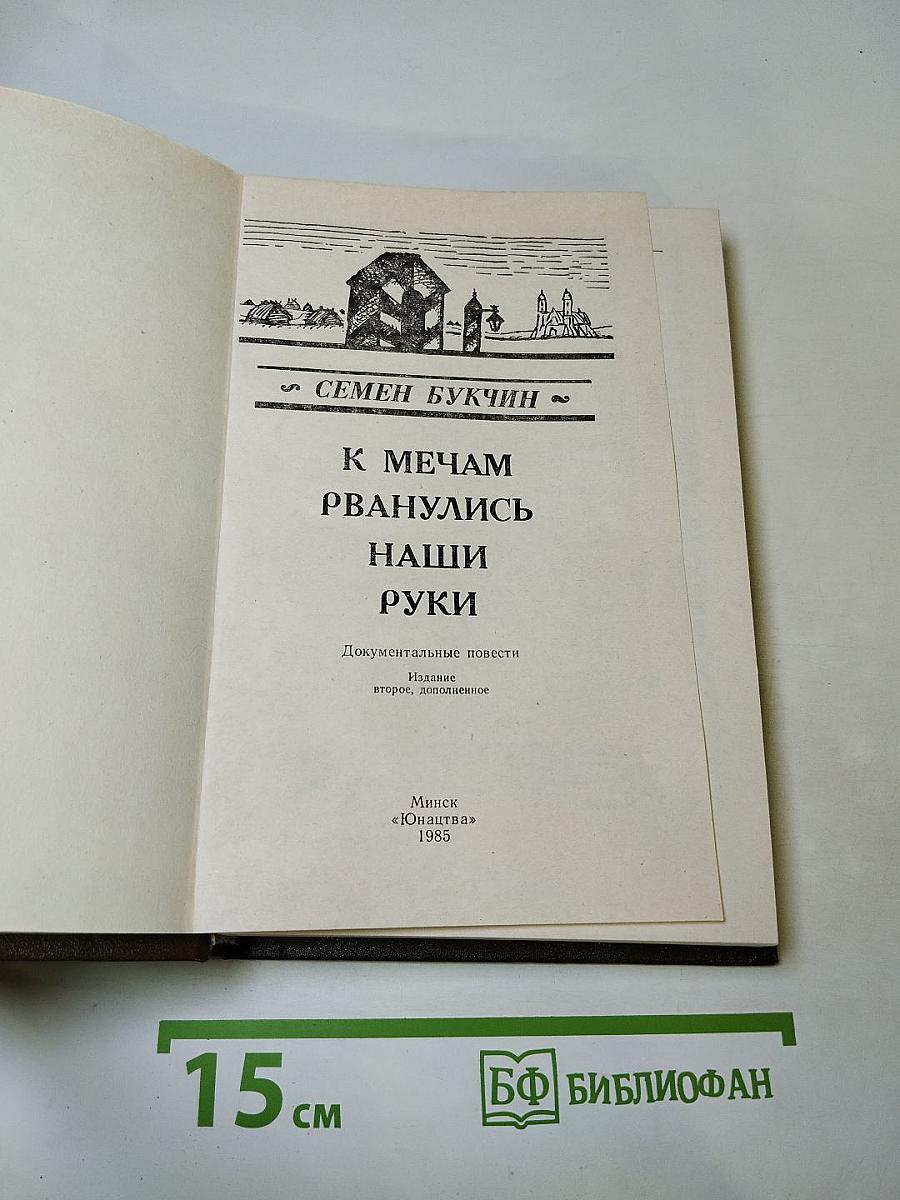 СЕМЕН БУКЧИН
К МЕЧАМ
РВАНУЛИСЬ
НАШИ
РУКИ
Документальные повести
Издание
второе, дополненное
Минск
«Юнацтва»
1985
15 см
БФ БИБЛИОФАН